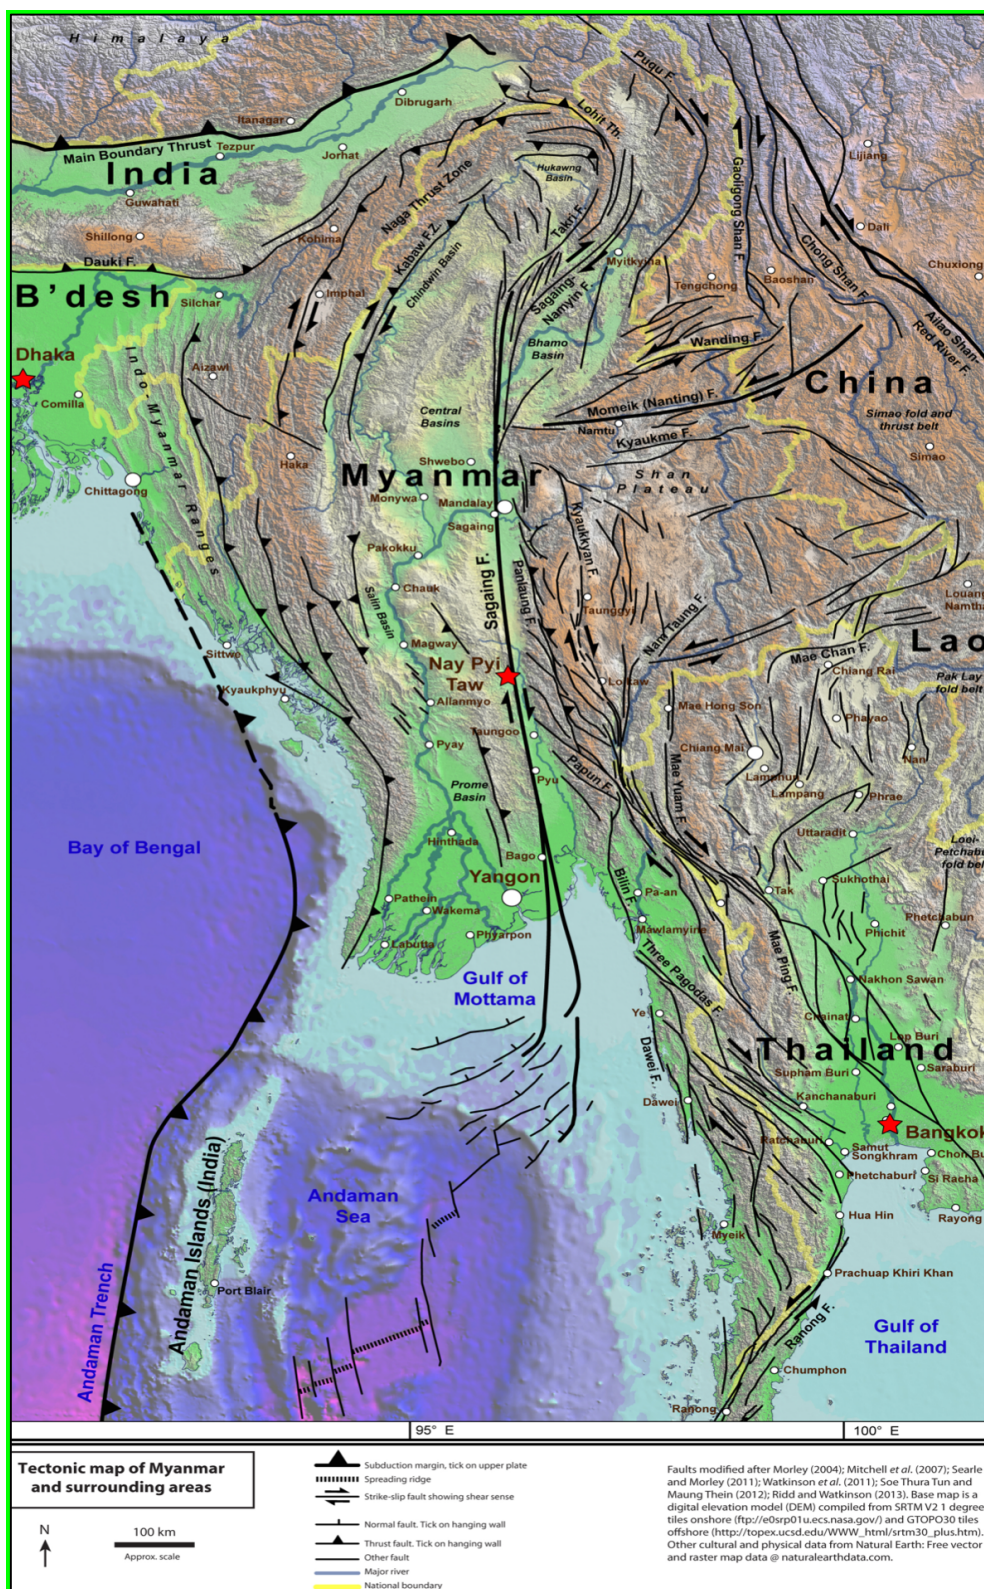 Himalaya
Puqu F.
Dibrugarh
Lohit Th.
Itanagar
Main Boundary Thrust
Tezpur
Jorhat
Lijiang
India
Hukawng
Basin
Naga Thrust Zone
Gaoligong Shan F.
Guwahati
Takri F.
Shillong
Kohima
Kabaw F.Z.
Dali
Dauki F.
Chindwin Basin
Myitkyina
Chong Shan F.
Chuxiong
B'desh
Silchar
Imphal
Sagaing-
Namyin F.
Tengchong
Baoshan
Ailao Shan-
Red River F.
Dhaka
Bhamo
Basin
Wanding F.
Aizawl
China
Comilla
Indo-Myanmar Ranges
Central
Basins
Momeik (Nanting) F.
Namtu
Simao fold and
thrust belt
Kyaukme F.
Haka
Shwebo
Simao
Myanmar
Shan
Plateau
Chittagong
Monywa
Mandalay
Sagaing
Kyaukkyan F.
Pakokku
Sagaing F.
Panlaung F.
Chauk
Salin Basin
Taunggyi
Louang
Namtha
Nam Taung F.
Sittwe
Magway
Lao
Mae Chan F.
Nay Pyi
Taw
Chiang Rai
Loikaw
Pak Lay
fold belt
Kyaukphyu
Allanmyo
Mae Hong Son
Phayao
Taungoo
Pyay
Chiang Mai
Nan
Papun F.
Pyu
Mae Yuam F.
Lamphun
Lampang
Prome
Basin
Phrae
Bay of Bengal
Hinthada
Uttaradit
Loei-
Petchabu
fold bel
Bago
Yangon
Bilin F.
Pa-an
Tak
Sukhothai
Pathein
Wakema
Mawlamyine
Phetchabun
Phichit
Labutta
Phyarpon
Mae Ping F.
Three Pagodas F.
Gulf of
Mottama
Nakhon Sawan
Ye
Chainat
Dawei F.
Lop Buri
Thailand
Supham Buri
Saraburi
Dawei
Kanchanaburi
Bangkok
Ratchaburi
Samut
Songkhram
Chon Bu
Andaman Islands (India)
Phetchaburi
Si Racha
Andaman
Sea
Hua Hin
Rayong
Myeik
Prachuap Khiri Khan
Port Blair
Andaman Trench
Ranong F.
Gulf of
Thailand
Chumphon
Ranong
95° E
100° E
Tectonic map of Myanmar
and surrounding areas
N
100 km
Approx. scale
Subduction margin, tick on upper plate
Spreading ridge
Strike-slip fault showing shear sense
Normal fault. Tick on hanging wall
Thrust fault. Tick on hanging wall
Other fault
Major river
National boundary
Faults modified after Morley (2004); Mitchell et al. (2007); Searle
and Morley (2011); Watkinson et al. (2011); Soe Thura Tun and
Maung Thein (2012); Ridd and Watkinson (2013). Base map is a
digital elevation model (DEM) compiled from SRTM V2 1 degree
tiles onshore (ftp://e0srp01u.ecs.nasa.gov/) and GTOPO30 tiles
offshore (http://topex.ucsd.edu/WWW_html/srtm30_plus.htm).
Other cultural and physical data from Natural Earth: Free vector
and raster map data @ naturalearthdata.com.